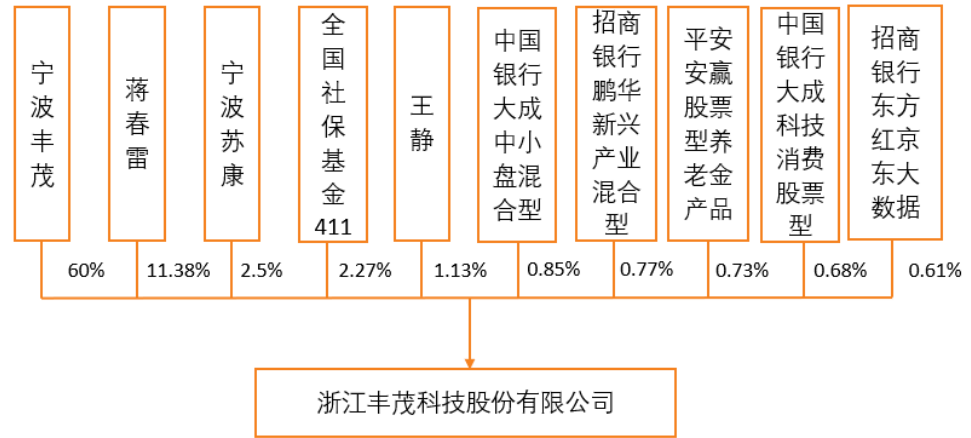 宁
波
丰
茂
蒋
春
雷
宁
波
苏
康
全
国
社
保
基
金
411
王
静
中国
银行
大成
中小
盘混
合型
招商
银行
鹏华
新兴
产业
混合
型
平安
安赢
股票
型养
老金
产品
中国
银行
大成
科技
消费
股票
型
招商
银行
东方
红京
东大
数据
60%
11.38%
2.5%
2.27%
1.13%
0.85%
0.77%
0.73%
0.68%
0.61%
浙江丰茂科技股份有限公司